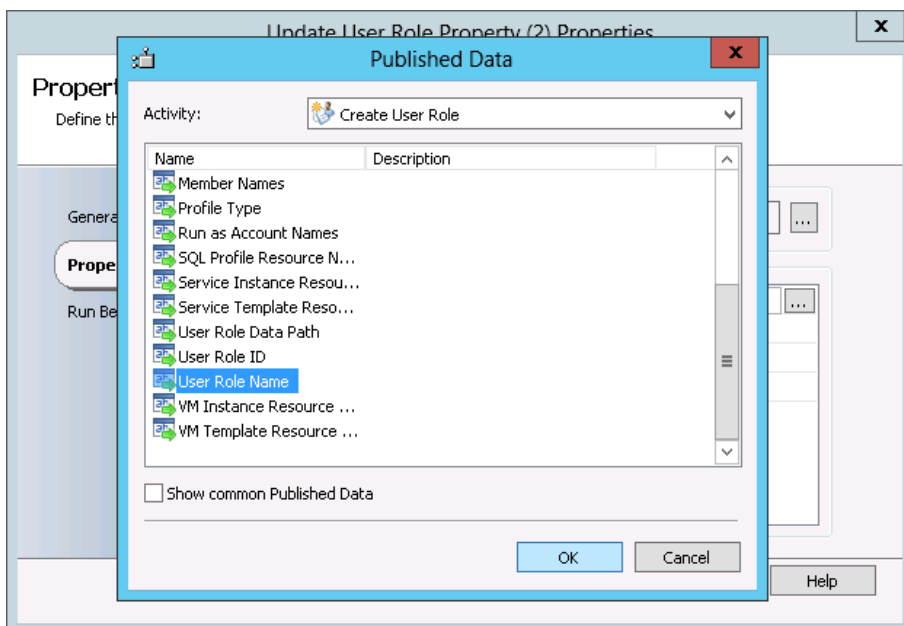 Update User Role Property (2) Properties
x
Published Data
x
Propert
Define th
Activity:
Create User Role
Name Description
Member Names
Profile Type
Run as Account Names
SQL Profile Resource N...
Service Instance Resou...
Service Template Reso...
User Role Data Path
User Role ID
User Role Name
VM Instance Resource ...
VM Template Resource ...
Genera
Prope
Run Be
...
...
Show common Published Data
OK Cancel
Help